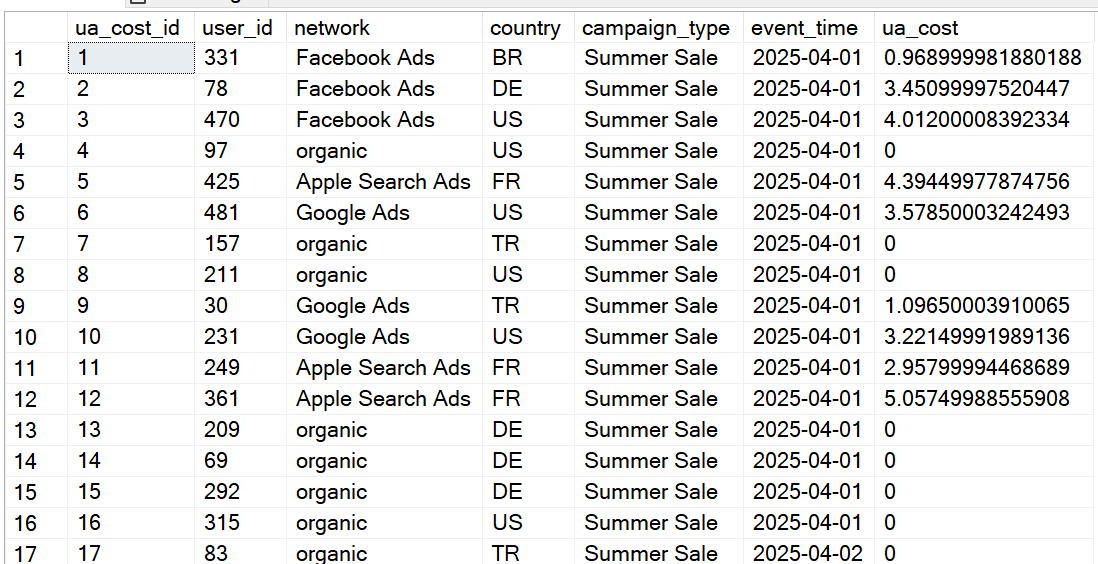 ua_cost_id user_id network country campaign_type event_time ua_cost
1 1 331 Facebook Ads BR Summer Sale 2025-04-01 0.968999981880188
2 2 78 Facebook Ads DE Summer Sale 2025-04-01 3.45099997520447
3 3 470 Facebook Ads US Summer Sale 2025-04-01 4.01200008392334
4 4 97 organic US Summer Sale 2025-04-01 0
5 5 425 Apple Search Ads FR Summer Sale 2025-04-01 4.39449977874756
6 6 481 Google Ads US Summer Sale 2025-04-01 3.57850003242493
7 7 157 organic TR Summer Sale 2025-04-01 0
8 8 211 organic US Summer Sale 2025-04-01 0
9 9 30 Google Ads TR Summer Sale 2025-04-01 1.09650003910065
10 10 231 Google Ads US Summer Sale 2025-04-01 3.22149991989136
11 11 249 Apple Search Ads FR Summer Sale 2025-04-01 2.95799994468689
12 12 361 Apple Search Ads FR Summer Sale 2025-04-01 5.05749988555908
13 13 209 organic DE Summer Sale 2025-04-01 0
14 14 69 organic DE Summer Sale 2025-04-01 0
15 15 292 organic DE Summer Sale 2025-04-01 0
16 16 315 organic US Summer Sale 2025-04-01 0
17 17 83 organic TR Summer Sale 2025-04-02 0